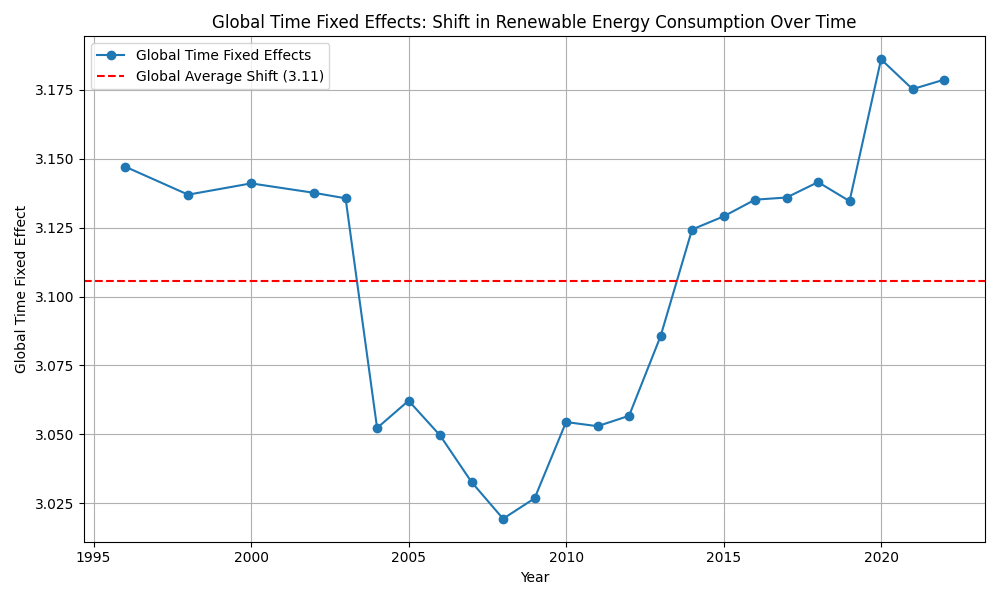 Global Time Fixed Effects: Shift in Renewable Energy Consumption Over Time
Global Time Fixed Effects
Global Average Shift (3.11)
Global Time Fixed Effect
3.175
3.150
3.125
3.100
3.075
3.050
3.025
1995 2000 2005 2010 2015 2020
Year